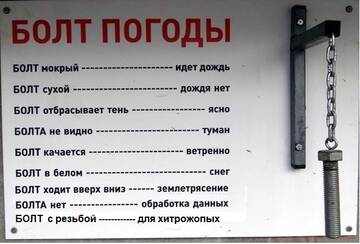 БОЛТ ПОГОДЫ
БОЛТ мокрый ---------------------- идет дождь
БОЛТ сухой ------------------------- дождя нет
БОЛТ отбрасывает тень ---------------- ясно
БОЛТА не видно ------------------------ туман
БОЛТ качается ----------------------- ветренно
БОЛТ в белом ----------------------------- снег
БОЛТ ходит вверх вниз ------ землетрясение
БОЛТА нет ----------------- обработка данных
БОЛТ с резьбой ------------ для хитрожопых